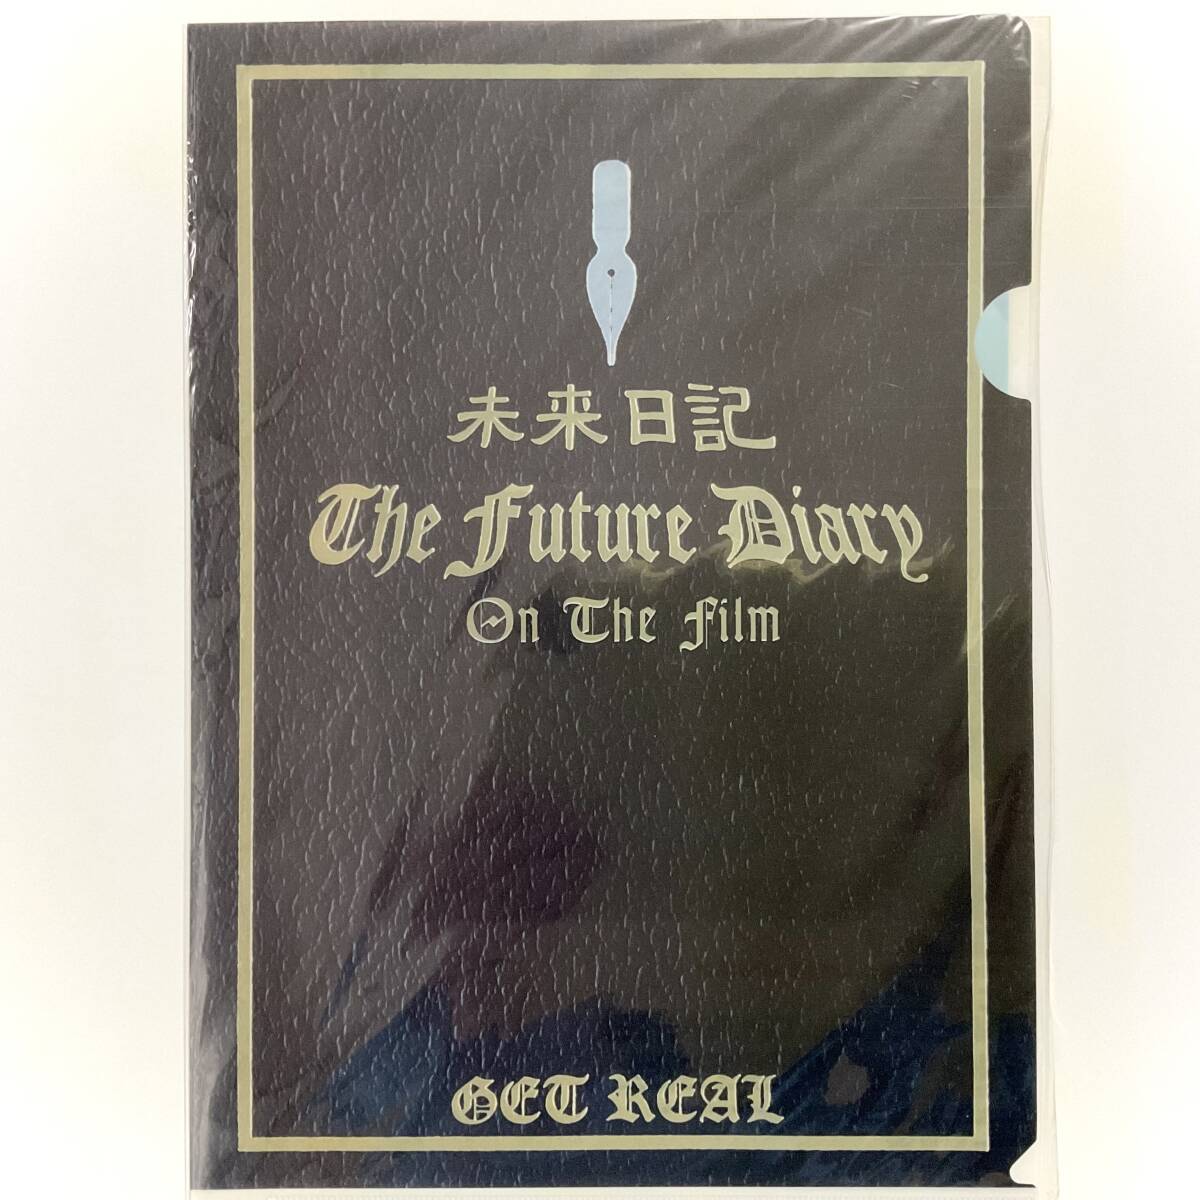 未来日記
The Future Diary
On The Film
GET REAL